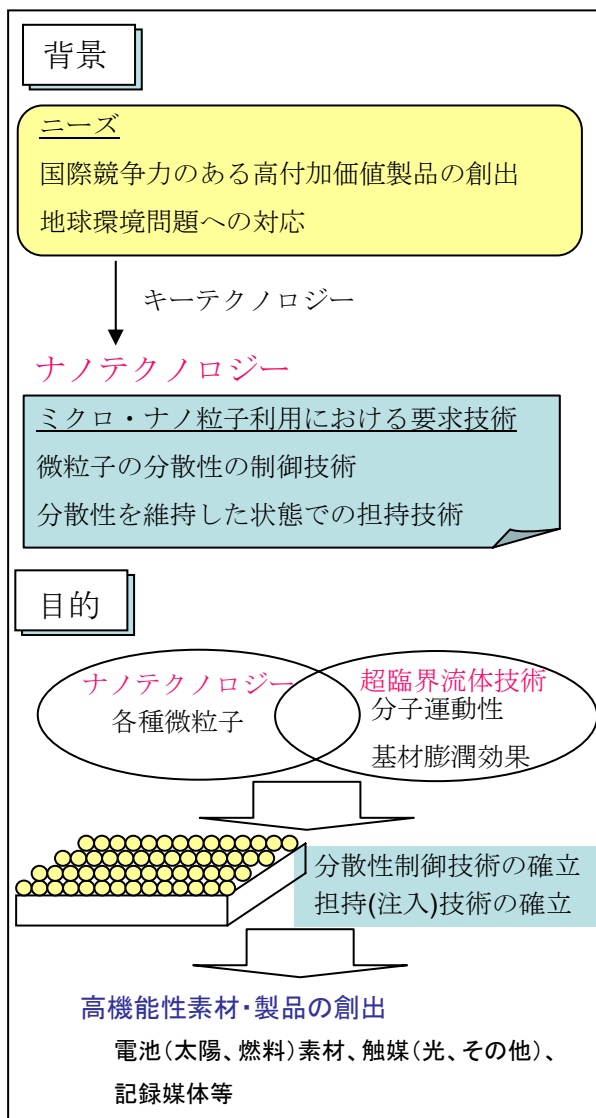 背景
ニーズ
国際競争力のある高付加価値製品の創出
地球環境問題への対応
キーテクノロジー
ナノテクノロジー
ミクロ・ナノ粒子利用における要求技術
微粒子の分散性の制御技術
分散性を維持した状態での担持技術
目的
ナノテクノロジー
各種微粒子
超臨界流体技術
分子運動性
基材膨潤効果
分散性制御技術の確立
担持(注入)技術の確立
高機能性素材・製品の創出
電池(太陽、燃料)素材、触媒(光、その他)、
記録媒体等